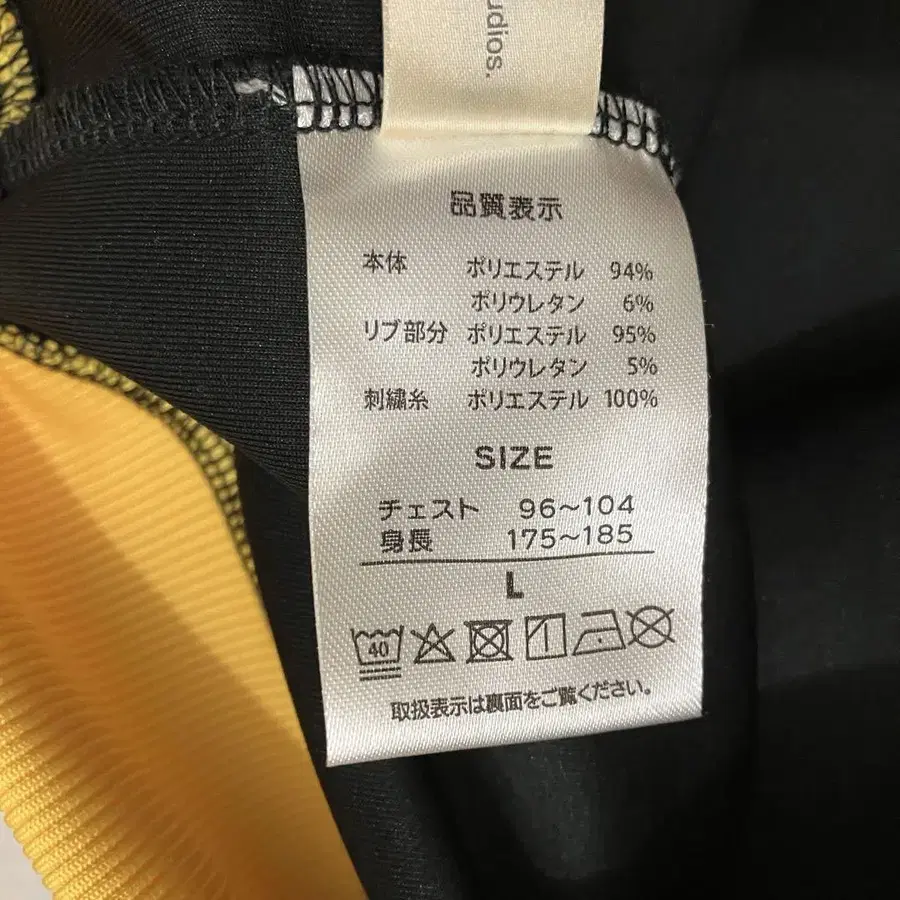 udios.
品質表示
本体 ポリエステル 94%
ポリウレタン 6%
リブ部分 ポリエステル 95%
ポリウレタン 5%
刺繍糸 ポリエステル 100%
SIZE
チェスト 96~104
身長 175~185
L
40
取扱表示は裏面をご覧ください。